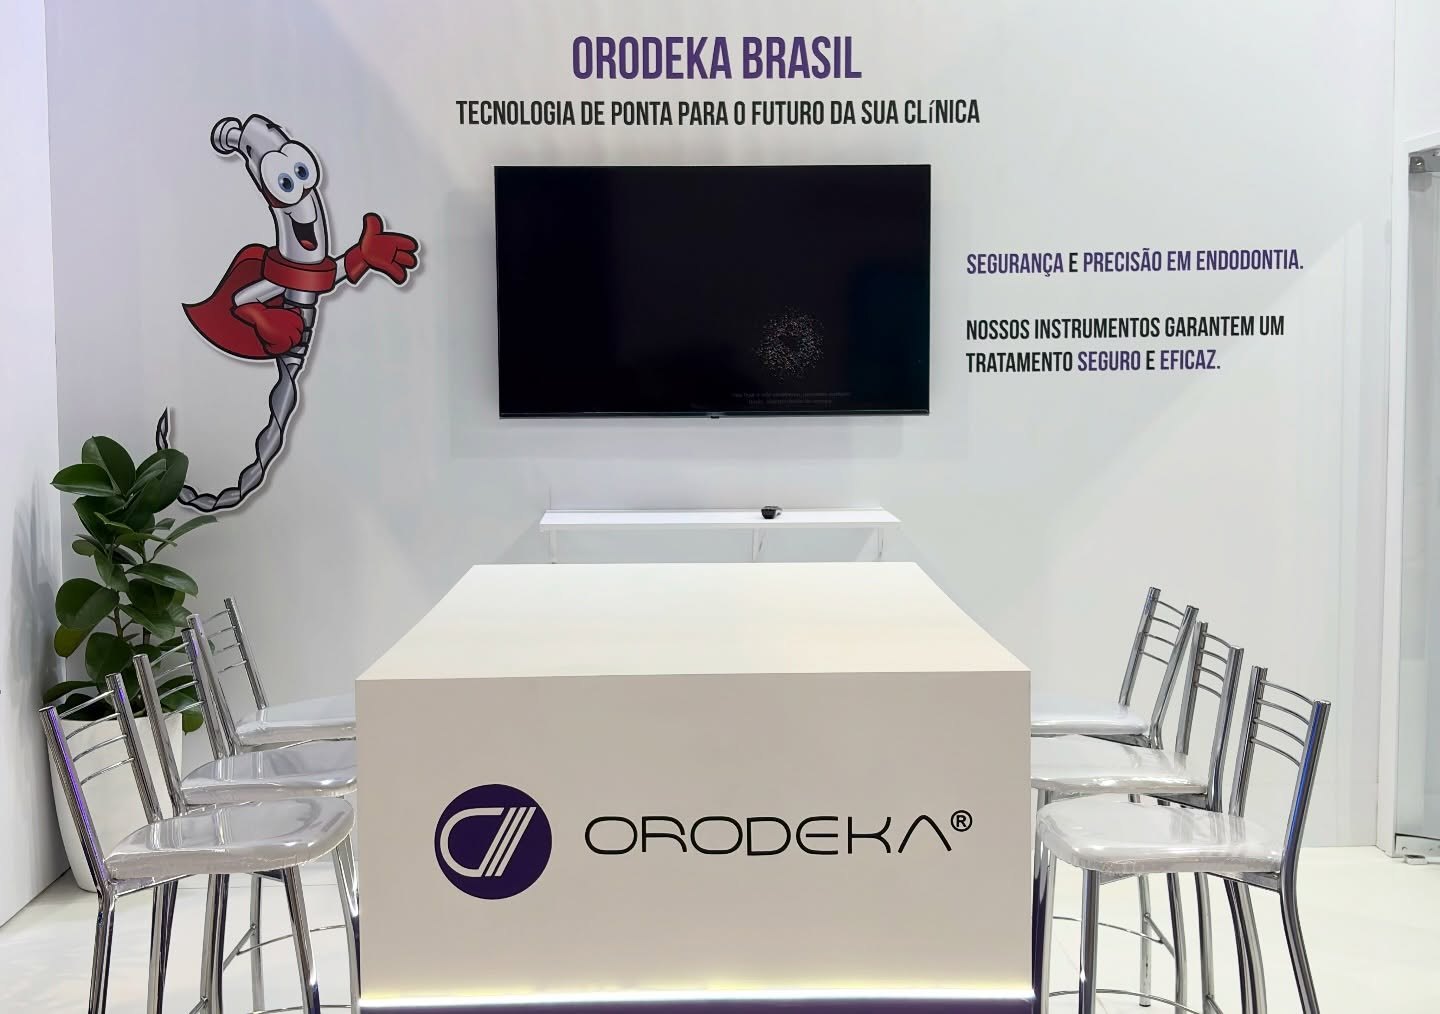 ORODEKA BRASIL
TECNOLOGIA DE PONTA PARA O FUTURO DA SUA CLíNICA
SEGURANÇA E PRECISÃO EM ENDODONTIA.
NOSSOS INSTRUMENTOS GARANTEM UM
TRATAMENTO SEGURO E EFICAZ.
ORODEKA®